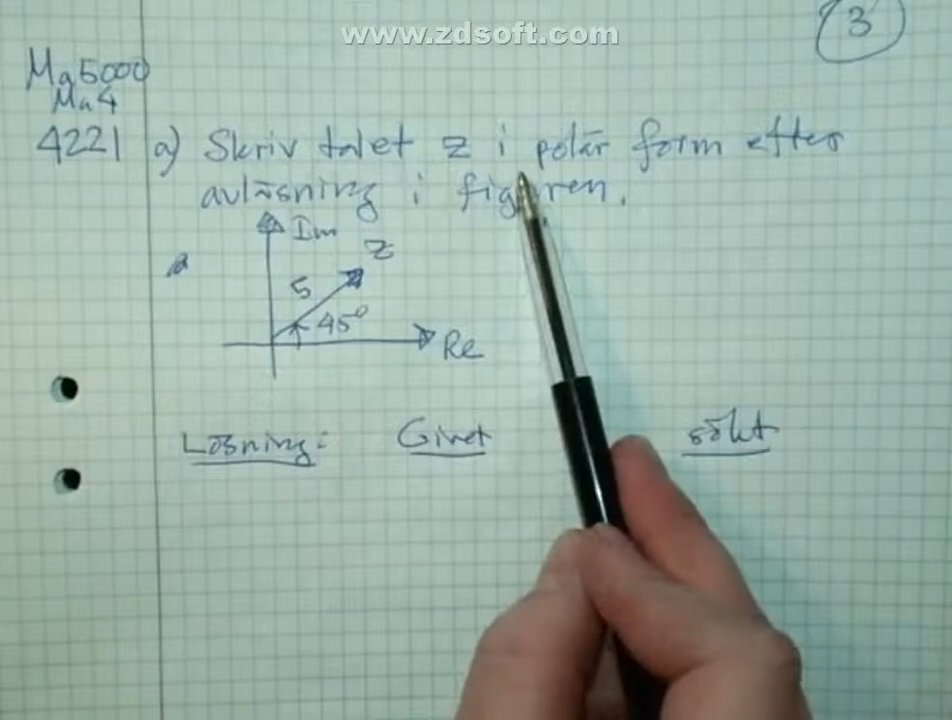 www.zdsoft.com
3
Ma5000
Ma4
4221 a) Skriv talet z i polär form efter
avläsning i figuren.
Im
z
5
45°
Re
Lösning: Givet sökt